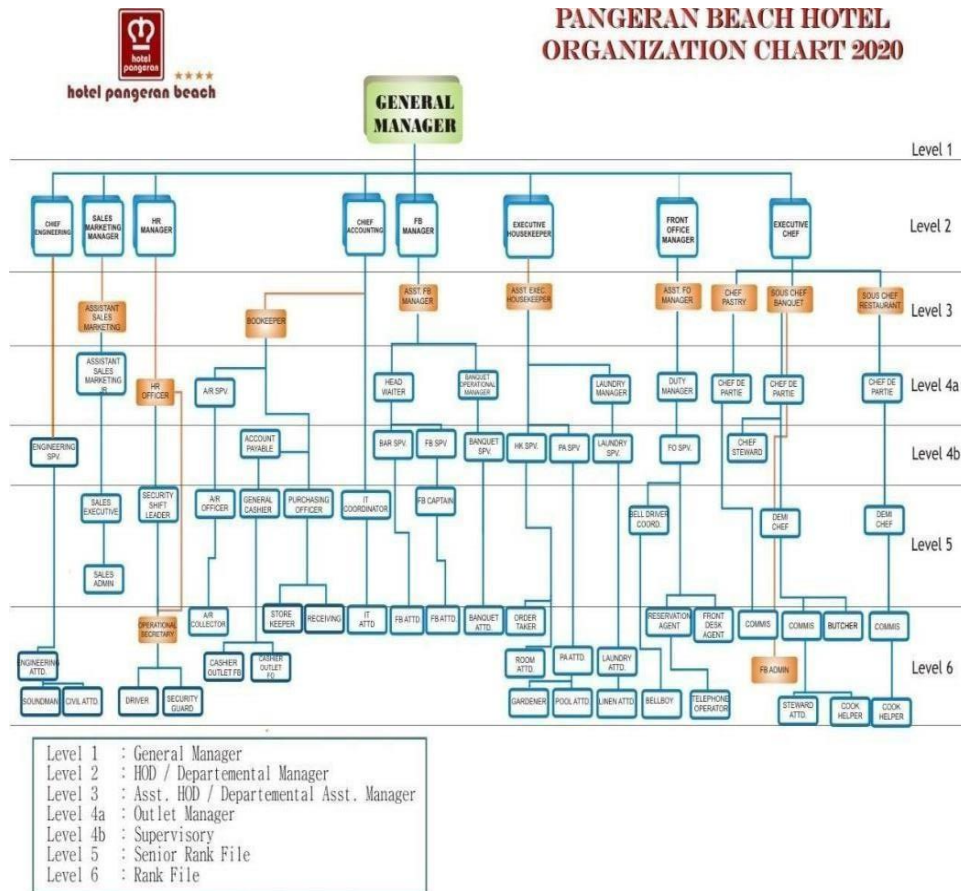 PANGERAN BEACH HOTEL
ORGANIZATION CHART 2020
hotel
pangeran
hotel pangeran beach
GENERAL
MANAGER
Level 1
CHIEF
ENGINEERING
SALES
MARKETING
MANAGER
HR
MANAGER
CHIEF
ACCOUNTING
FB
MANAGER
EXECUTIVE
HOUSEKEEPER
FRONT
OFFICE
MANAGER
EXECUTIVE
CHEF
Level 2
ASSISTANT
SALES
MARKETING
BOOKEEPER
ASST. FB
MANAGER
ASST. EXEC.
HOUSEKEEPER
ASST. FO
MANAGER
CHEF
PASTRY
SOUS CHEF
BANQUET
SOUS CHEF
RESTAURANT
Level 3
ASSISTANT
SALES
MARKETING
JR
HR
OFFICER
A/R SPV.
HEAD
WAITER
BANQUET
OPERATIONAL
MANAGER
LAUNDRY
MANAGER
DUTY
MANAGER
CHEF DE
PARTIE
CHEF DE
PARTIE
CHEF DE
PARTIE
Level 4a
ENGINEERING
SPV.
ACCOUNT
PAYABLE
BAR SPV.
FB SPV
BANQUET
SPV.
HK SPV.
PA SPV.
LAUNDRY
SPV.
FO SPV.
CHIEF
STEWARD
Level 4b
SALES
EXECUTIVE
SECURITY
SHIFT
LEADER
A/R
OFFICER
GENERAL
CASHIER
PURCHASING
OFFICER
IT
COORDINATOR
FB CAPTAIN
BELL DRIVER
COORD.
DEMI
CHEF
DEMI
CHEF
Level 5
SALES
ADMIN
OPERATIONAL
SECRETARY
A/R
COLLECTOR
STORE
KEEPER
RECEIVING
IT
ATTD
FB ATTD.
FB ATTD.
BANQUET
ATTD.
ORDER
TAKER
RESERVATION
AGENT
FRONT
DESK
AGENT
COMMIS
COMMIS
BUTCHER
COMMIS
Level 6
ENGINEERING
ATTD.
CASHIER
OUTLET FB
CASHIER
OUTLET FO
ROOM
ATTD.
PA ATTD.
LAUNDRY
ATTD.
FB ADMIN
SOUNDMAN
CIVIL ATTD.
DRIVER
SECURITY
GUARD
GARDENER
POOL ATTD.
LINEN ATTD.
BELLBOY
TELEPHONE
OPERATOR
STEWARD
ATTD.
COOK
HELPER
COOK
HELPER
Level 1 : General Manager
Level 2 : HOD / Departemental Manager
Level 3 : Asst. HOD / Departemental Asst. Manager
Level 4a : Outlet Manager
Level 4b : Supervisory
Level 5 : Senior Rank File
Level 6 : Rank File